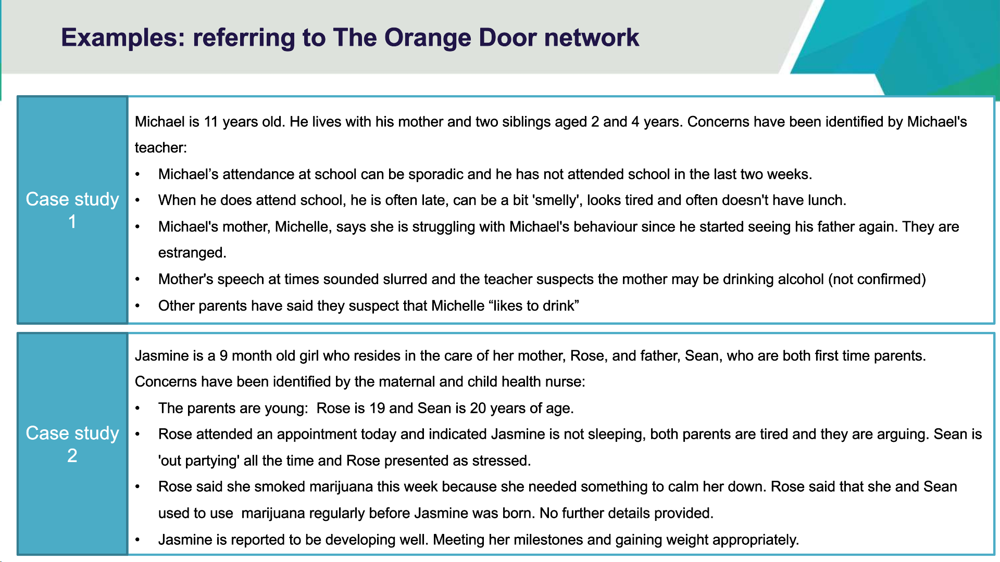 Examples: referring to The Orange Door network
Case study
1
Michael is 11 years old. He lives with his mother and two siblings aged 2 and 4 years. Concerns have been identified by Michael's
teacher:
• Michael’s attendance at school can be sporadic and he has not attended school in the last two weeks.
• When he does attend school, he is often late, can be a bit 'smelly', looks tired and often doesn't have lunch.
• Michael's mother, Michelle, says she is struggling with Michael's behaviour since he started seeing his father again. They are
estranged.
• Mother's speech at times sounded slurred and the teacher suspects the mother may be drinking alcohol (not confirmed)
• Other parents have said they suspect that Michelle “likes to drink”
Case study
2
Jasmine is a 9 month old girl who resides in the care of her mother, Rose, and father, Sean, who are both first time parents.
Concerns have been identified by the maternal and child health nurse:
• The parents are young:  Rose is 19 and Sean is 20 years of age.
• Rose attended an appointment today and indicated Jasmine is not sleeping, both parents are tired and they are arguing. Sean is
'out partying' all the time and Rose presented as stressed.
• Rose said she smoked marijuana this week because she needed something to calm her down. Rose said that she and Sean
used to use  marijuana regularly before Jasmine was born. No further details provided.
• Jasmine is reported to be developing well. Meeting her milestones and gaining weight appropriately.